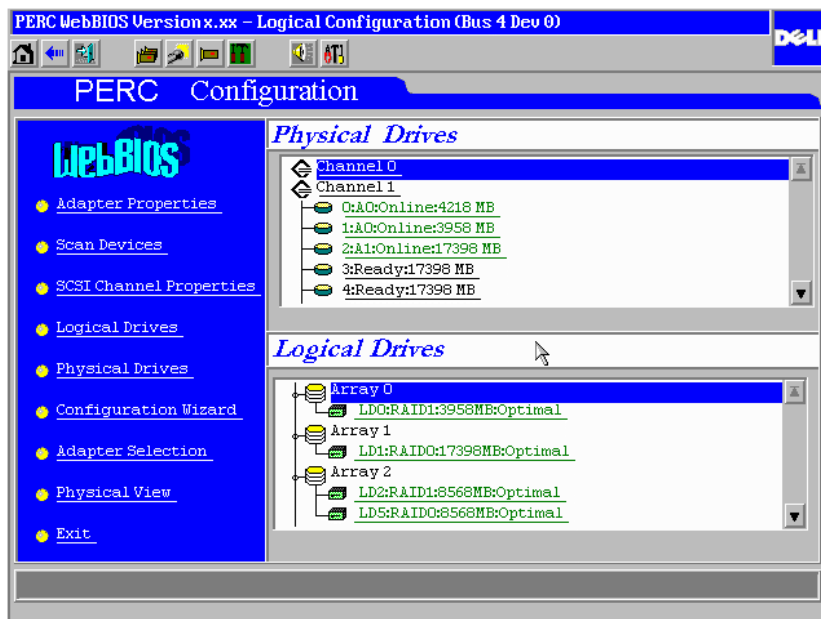 PERC WebBIOS Version x.xx – Logical Configuration (Bus 4 Dev 0)
DELL
PERC Configuration
WebBIOS
Adapter Properties
Scan Devices
SCSI Channel Properties
Logical Drives
Physical Drives
Configuration Wizard
Adapter Selection
Physical View
Exit
Physical Drives
Channel 0
Channel 1
0:A0:Online:4218 MB
1:A0:Online:3958 MB
2:A1:Online:17398 MB
3:Ready:17398 MB
4:Ready:17398 MB
Logical Drives
Array 0
LD0:RAID1:3958MB:Optimal
Array 1
LD1:RAID0:17398MB:Optimal
Array 2
LD2:RAID1:8568MB:Optimal
LD5:RAID0:8568MB:Optimal